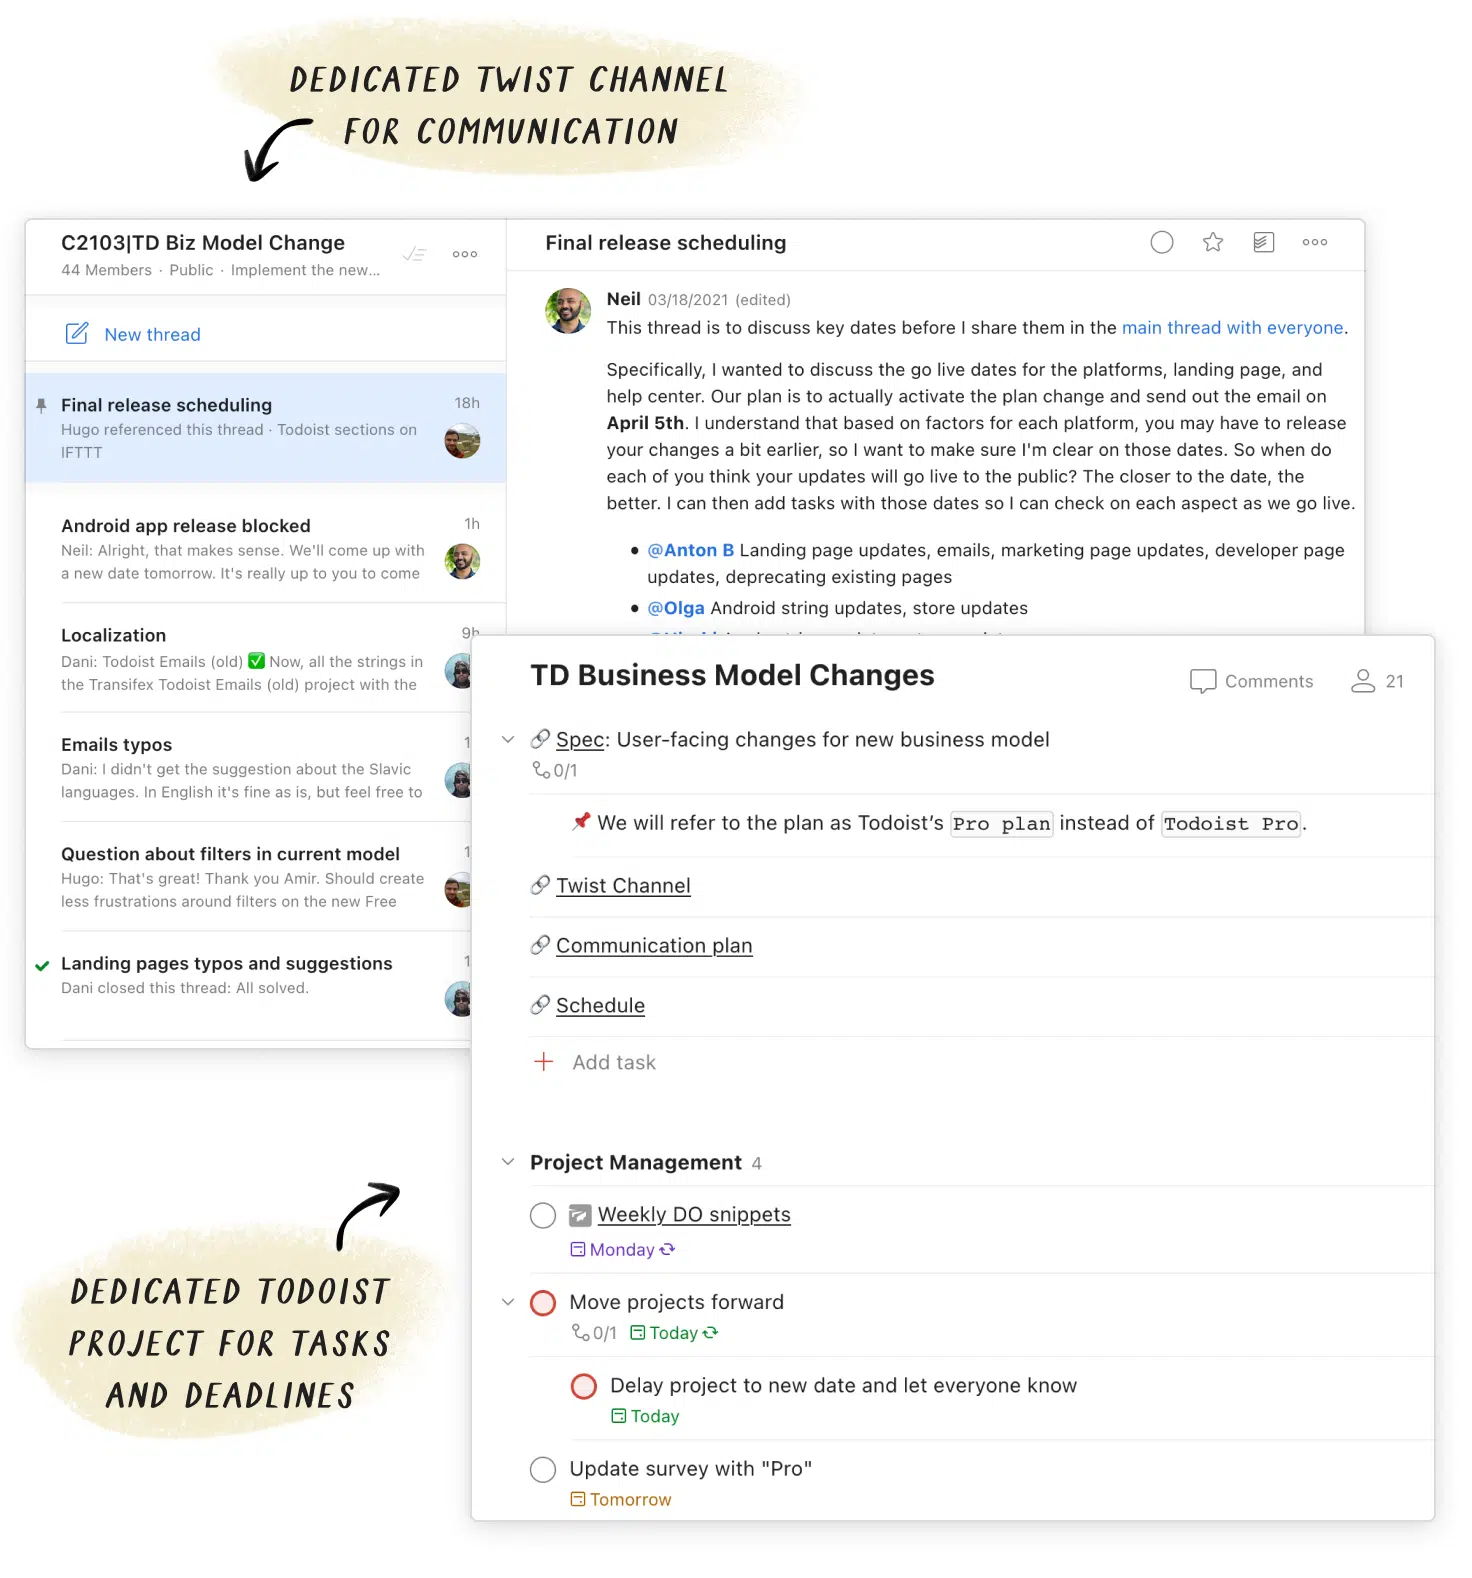 DEDICATED TWIST CHANNEL
FOR COMMUNICATION
C2103|TD Biz Model Change
44 Members · Public · Implement the new...
New thread
Final release scheduling
18h
Hugo referenced this thread · Todoist sections on
IFTTT
Android app release blocked
1h
Neil: Alright, that makes sense. We'll come up with
a new date tomorrow. It's really up to you to come
Localization
9h
Dani: Todoist Emails (old) ✅ Now, all the strings in
the Transifex Todoist Emails (old) project with the
Emails typos
1
Dani: I didn't get the suggestion about the Slavic
languages. In English it's fine as is, but feel free to
Question about filters in current model
1
Hugo: That's great! Thank you Amir. Should create
less frustrations around filters on the new Free
Landing pages typos and suggestions
1
Dani closed this thread: All solved.
Final release scheduling
Neil 03/18/2021 (edited)
This thread is to discuss key dates before I share them in the main thread with everyone.
Specifically, I wanted to discuss the go live dates for the platforms, landing page, and
help center. Our plan is to actually activate the plan change and send out the email on
April 5th. I understand that based on factors for each platform, you may have to release
your changes a bit earlier, so I want to make sure I'm clear on those dates. So when do
each of you think your updates will go live to the public? The closer to the date, the
better. I can then add tasks with those dates so I can check on each aspect as we go live.
• @Anton B Landing page updates, emails, marketing page updates, developer page
updates, deprecating existing pages
• @Olga Android string updates, store updates
TD Business Model Changes
Comments
21
🔗 Spec: User-facing changes for new business model
0/1
📌 We will refer to the plan as Todoist’s Pro plan instead of Todoist Pro.
🔗 Twist Channel
🔗 Communication plan
🔗 Schedule
+ Add task
Project Management 4
Weekly DO snippets
Monday
Move projects forward
0/1 Today
Delay project to new date and let everyone know
Today
Update survey with "Pro"
Tomorrow
DEDICATED TODOIST
PROJECT FOR TASKS
AND DEADLINES